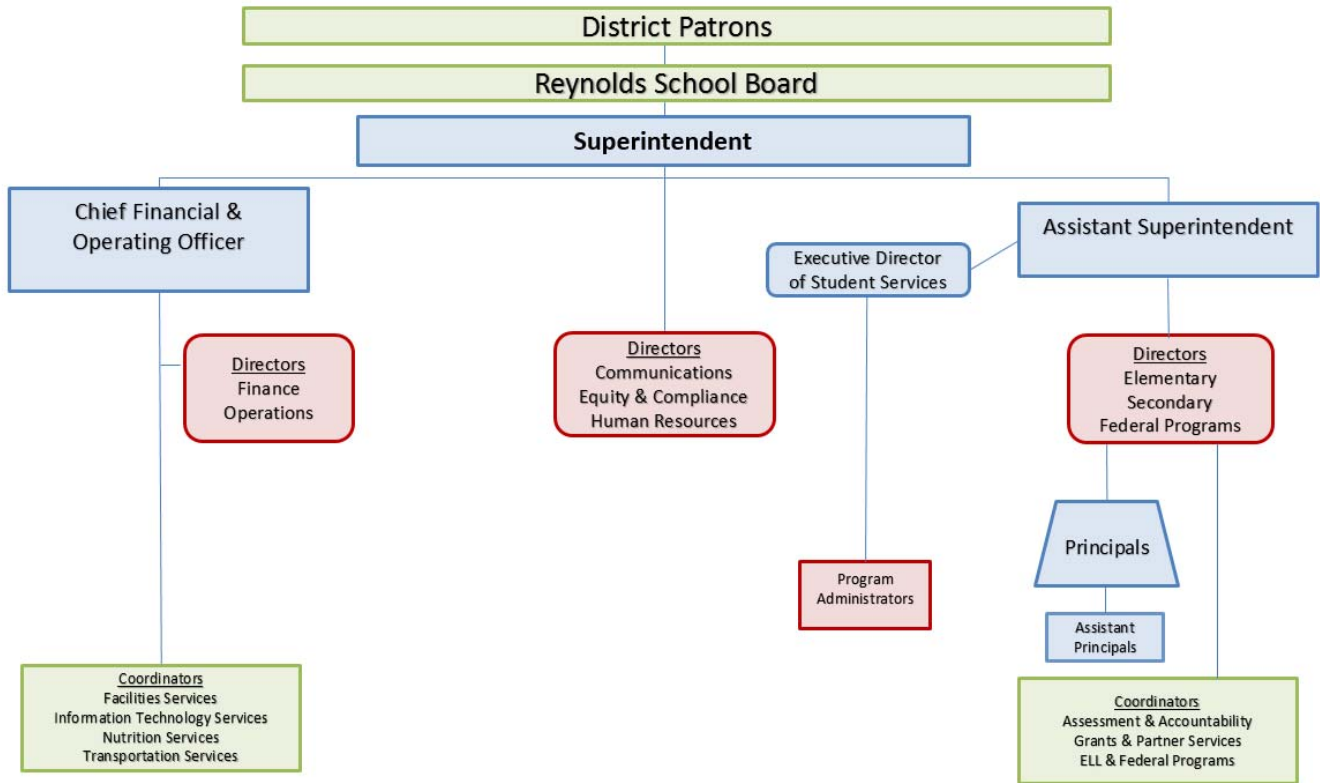 District Patrons
Reynolds School Board
Superintendent
Chief Financial &
Operating Officer
Assistant Superintendent
Executive Director
of Student Services
Directors
Finance
Operations
Directors
Communications
Equity & Compliance
Human Resources
Directors
Elementary
Secondary
Federal Programs
Principals
Program
Administrators
Assistant
Principals
Coordinators
Facilities Services
Information Technology Services
Nutrition Services
Transportation Services
Coordinators
Assessment & Accountability
Grants & Partner Services
ELL & Federal Programs